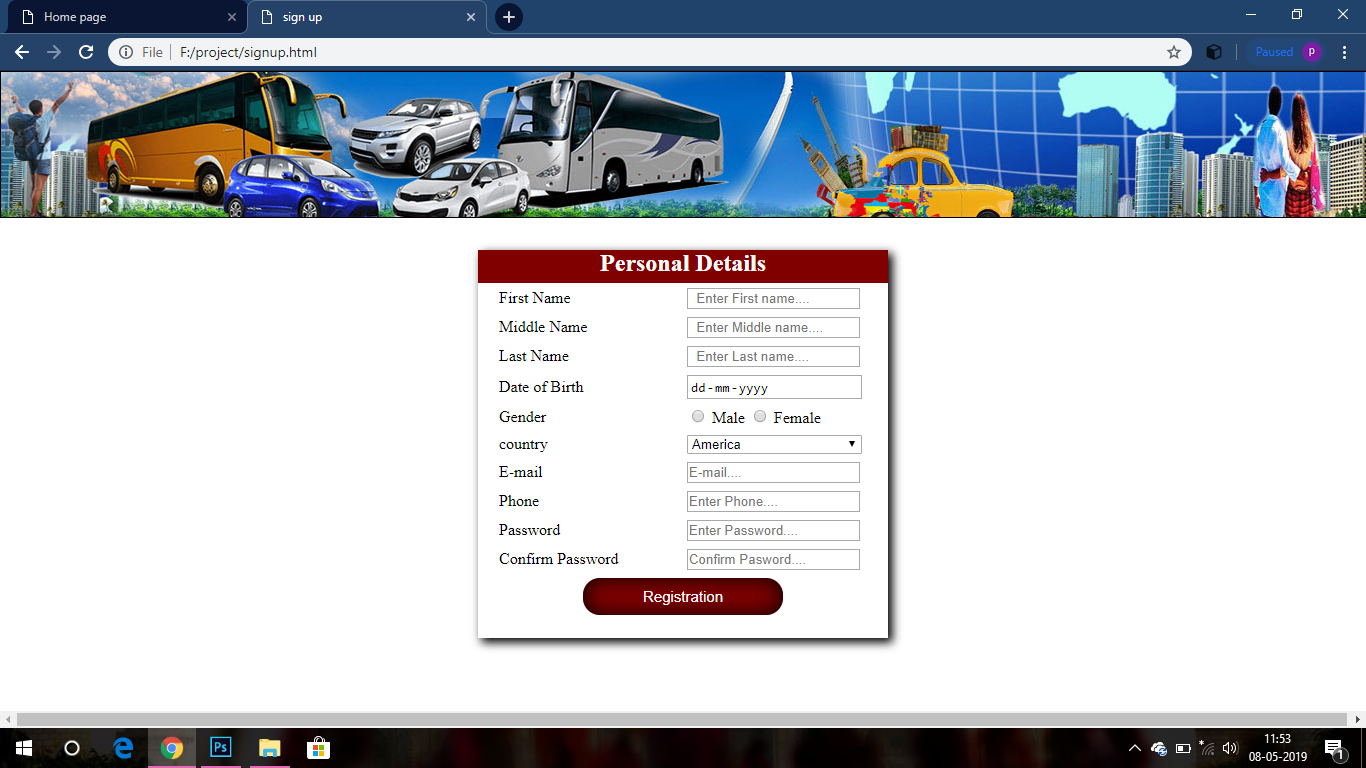 Home page
sign up
File
F:/project/signup.html
Paused
p
Personal Details
First Name
Enter First name....
Middle Name
Enter Middle name....
Last Name
Enter Last name....
Date of Birth
dd-mm-yyyy
Gender
Male Female
country
America
E-mail
E-mail....
Phone
Enter Phone....
Password
Enter Password....
Confirm Password
Confirm Pasword....
Registration
Ps
11:53
08-05-2019
1